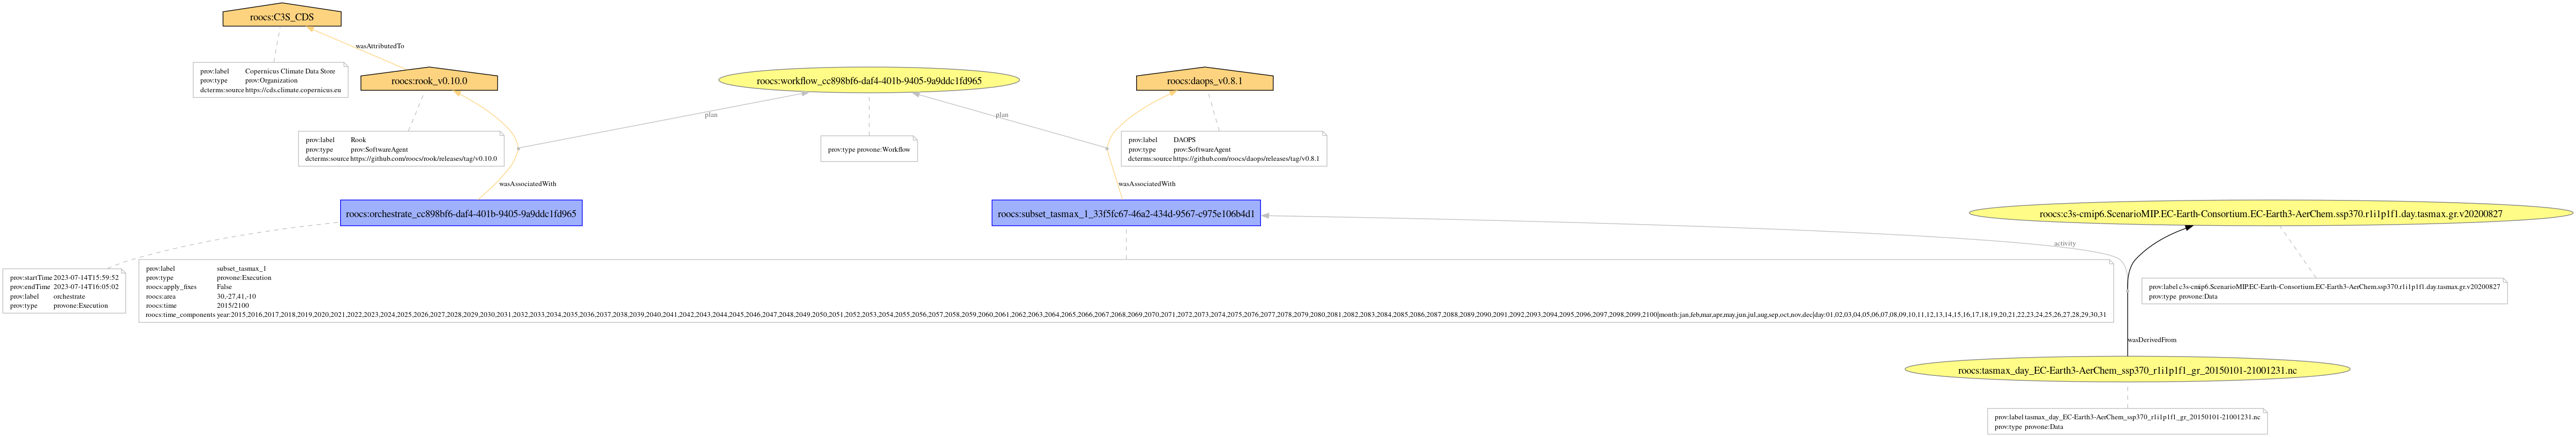 roocs:C3S_CDS
wasAttributedTo
prov:label Copernicus Climate Data Store
prov:type prov:Organization
dcterms:source https://cds.climate.copernicus.eu
roocs:rook_v0.10.0
roocs:workflow_cc898bf6-daf4-401b-9405-9a9ddc1fd965
roocs:daops_v0.8.1
plan
plan
prov:label Rook
prov:type prov:SoftwareAgent
dcterms:source https://github.com/roocs/rook/releases/tag/v0.10.0
prov:type provone:Workflow
prov:label DAOPS
prov:type prov:SoftwareAgent
dcterms:source https://github.com/roocs/daops/releases/tag/v0.8.1
wasAssociatedWith
wasAssociatedWith
roocs:orchestrate_cc898bf6-daf4-401b-9405-9a9ddc1fd965
roocs:subset_tasmax_1_33f5fc67-46a2-434d-9567-c975e106b4d1
roocs:c3s-cmip6.ScenarioMIP.EC-Earth-Consortium.EC-Earth3-AerChem.ssp370.r1i1p1f1.day.tasmax.gr.v20200827
activity
prov:startTime 2023-07-14T15:59:52
prov:endTime 2023-07-14T16:05:02
prov:label orchestrate
prov:type provone:Execution
prov:label subset_tasmax_1
prov:type provone:Execution
roocs:apply_fixes False
roocs:area 30,-27,41,-10
roocs:time 2015/2100
roocs:time_components year:2015,2016,2017,2018,2019,2020,2021,2022,2023,2024,2025,2026,2027,2028,2029,2030,2031,2032,2033,2034,2035,2036,2037,2038,2039,2040,2041,2042,2043,2044,2045,2046,2047,2048,2049,2050,2051,2052,2053,2054,2055,2056,2057,2058,2059,2060,2061,2062,2063,2064,2065,2066,2067,2068,2069,2070,2071,2072,2073,2074,2075,2076,2077,2078,2079,2080,2081,2082,2083,2084,2085,2086,2087,2088,2089,2090,2091,2092,2093,2094,2095,2096,2097,2098,2099,2100|month:jan,feb,mar,apr,may,jun,jul,aug,sep,oct,nov,dec|day:01,02,03,04,05,06,07,08,09,10,11,12,13,14,15,16,17,18,19,20,21,22,23,24,25,26,27,28,29,30,31
prov:label c3s-cmip6.ScenarioMIP.EC-Earth-Consortium.EC-Earth3-AerChem.ssp370.r1i1p1f1.day.tasmax.gr.v20200827
prov:type provone:Data
wasDerivedFrom
roocs:tasmax_day_EC-Earth3-AerChem_ssp370_r1i1p1f1_gr_20150101-21001231.nc
prov:label tasmax_day_EC-Earth3-AerChem_ssp370_r1i1p1f1_gr_20150101-21001231.nc
prov:type provone:Data